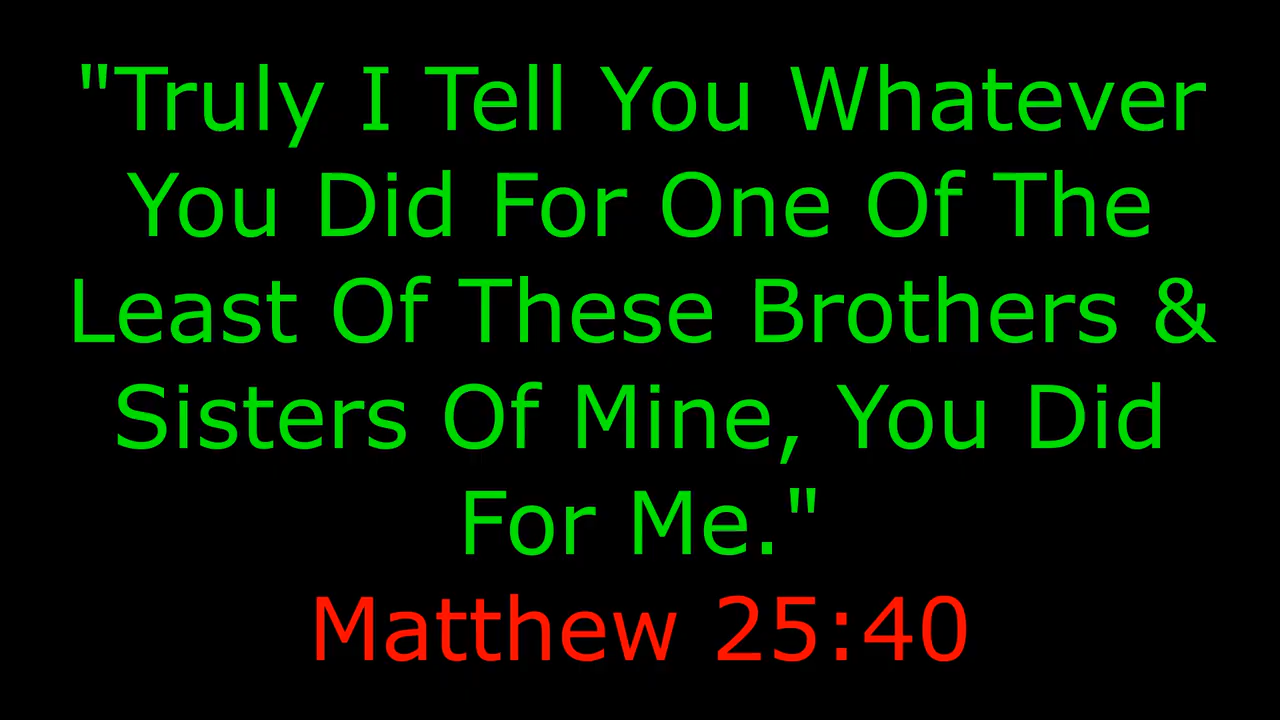 "Truly I Tell You Whatever
You Did For One Of The
Least Of These Brothers &
Sisters Of Mine, You Did
For Me."
Matthew 25:40